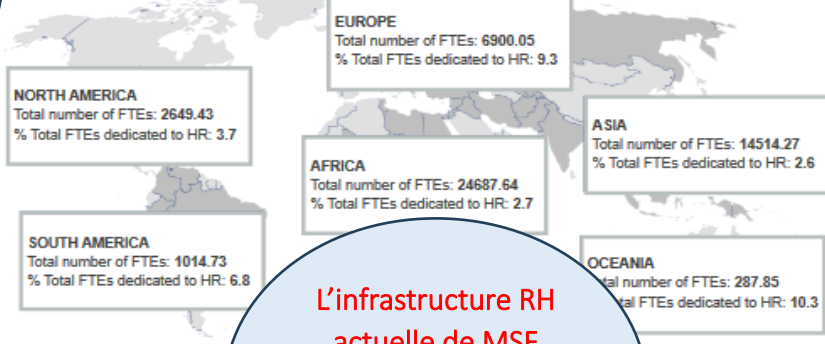 EUROPE
Total number of FTEs: 6900.05
% Total FTEs dedicated to HR: 9.3
NORTH AMERICA
Total number of FTEs: 2649.43
% Total FTEs dedicated to HR: 3.7
ASIA
Total number of FTEs: 14514.27
% Total FTEs dedicated to HR: 2.6
AFRICA
Total number of FTEs: 24687.64
% Total FTEs dedicated to HR: 2.7
SOUTH AMERICA
Total number of FTEs: 1014.73
% Total FTEs dedicated to HR: 6.8
OCEANIA
number of FTEs: 287.85
FTEs dedicated to HR: 10.3
L'infrastructure RH
actuelle de MSF